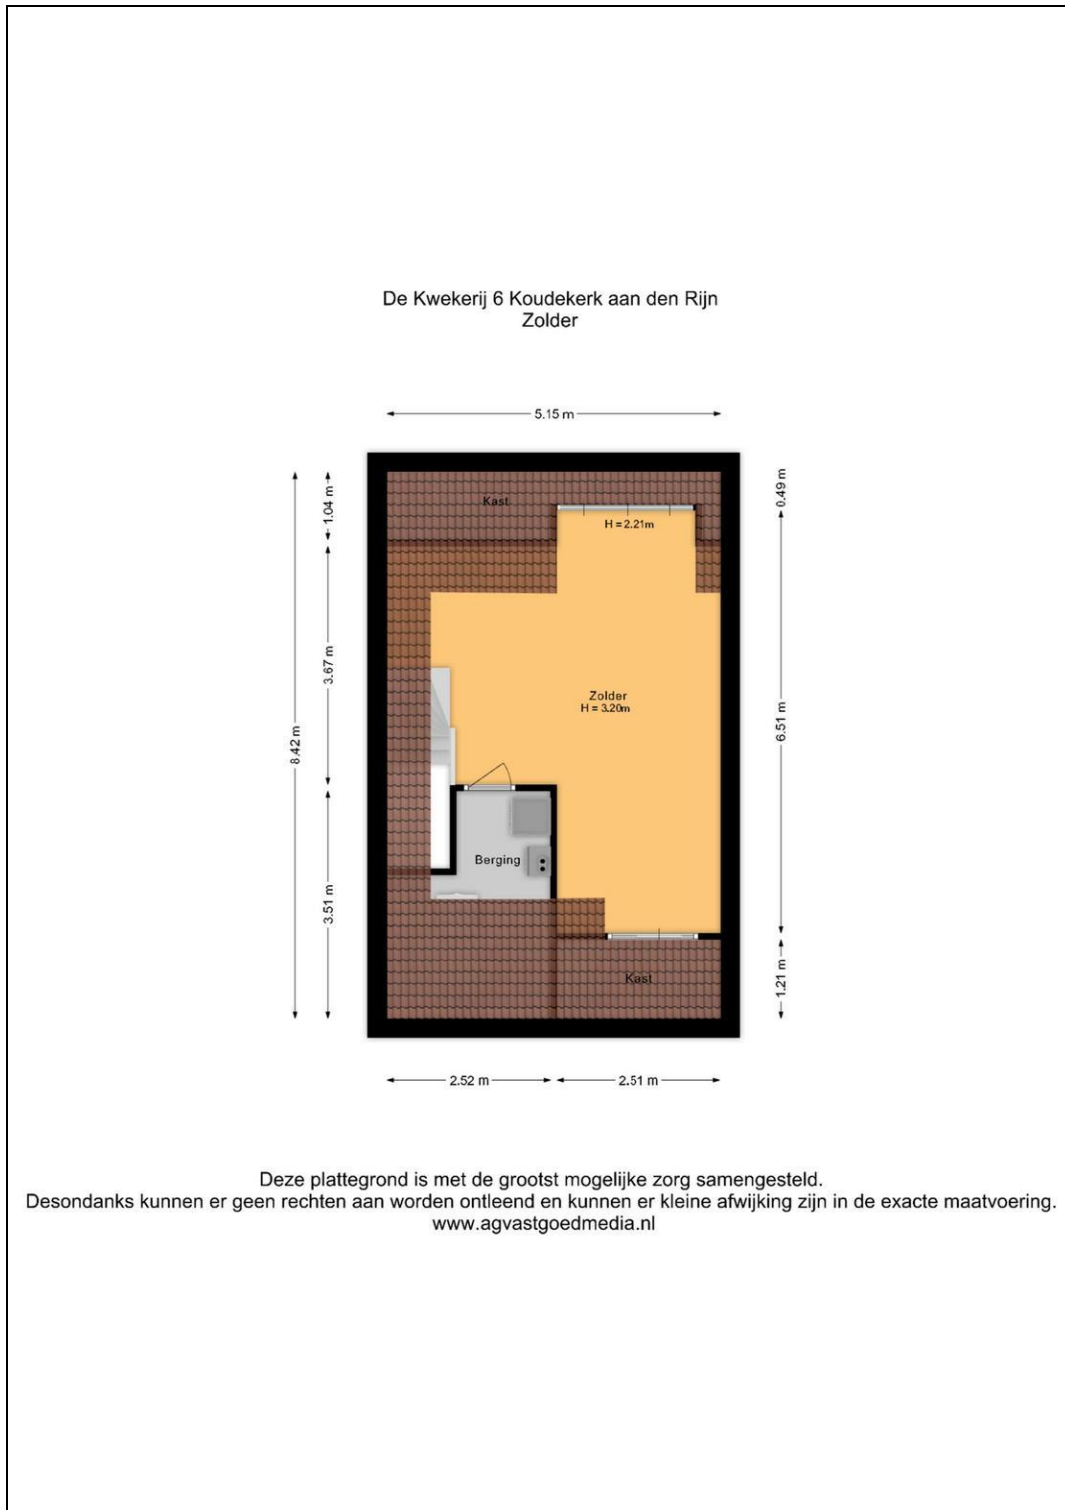 De Kwekerij 6 Koudekerk aan den Rijn
Zolder
5.15 m
Kast
H = 2.21m
1.04 m
0.49 m
3.67 m
Zolder
H = 3.20m
8.42 m
6.51 m
Berging
3.51 m
Kast
1.21 m
2.52 m
2.51 m
Deze plattegrond is met de grootst mogelijke zorg samengesteld.
Desondanks kunnen er geen rechten aan worden ontleend en kunnen er kleine afwijking zijn in de exacte maatvoering.
www.agvastgoedmedia.nl